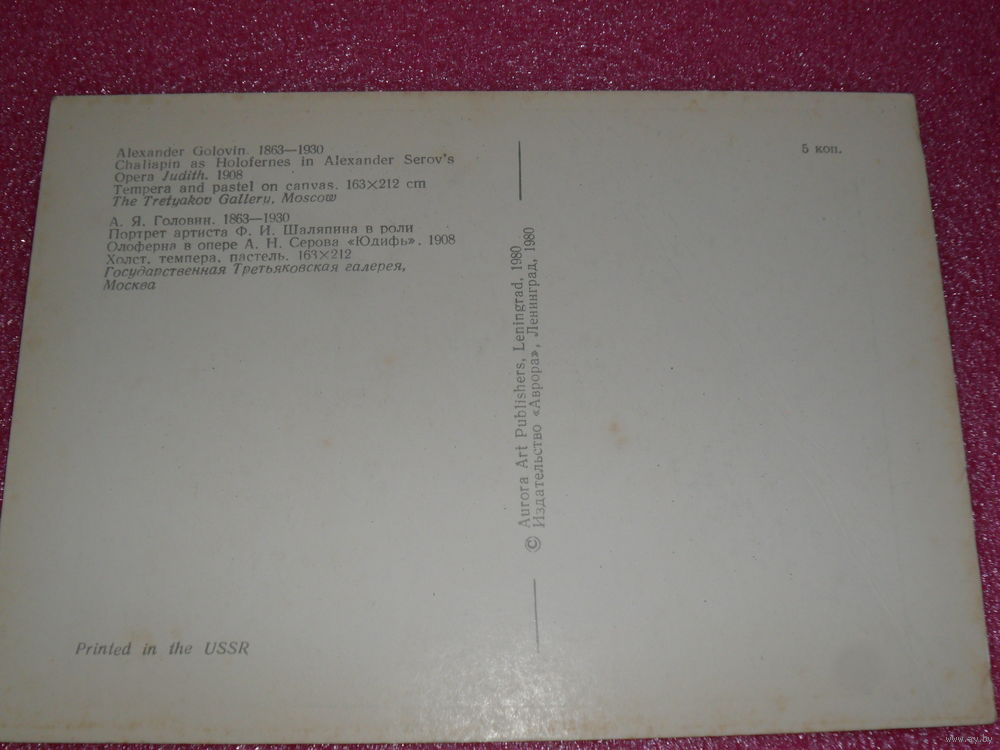 Alexander Golovin. 1863—1930
Chaliapin as Holofernes in Alexander Serov's
Opera Judith. 1908
Tempera and pastel on canvas. 163×212 cm
The Tretyakov Gallery, Moscow
А. Я. Головин. 1863—1930
Портрет артиста Ф. И. Шаляпина в роли
Олоферна в опере А. Н. Серова «Юдифь». 1908
Холст, темпера, пастель. 163×212
Государственная Третьяковская галерея,
Москва
Printed in the USSR
© Aurora Art Publishers, Leningrad, 1980
Издательство «Аврора», Ленинград, 1980
5 коп.
www.ay.by